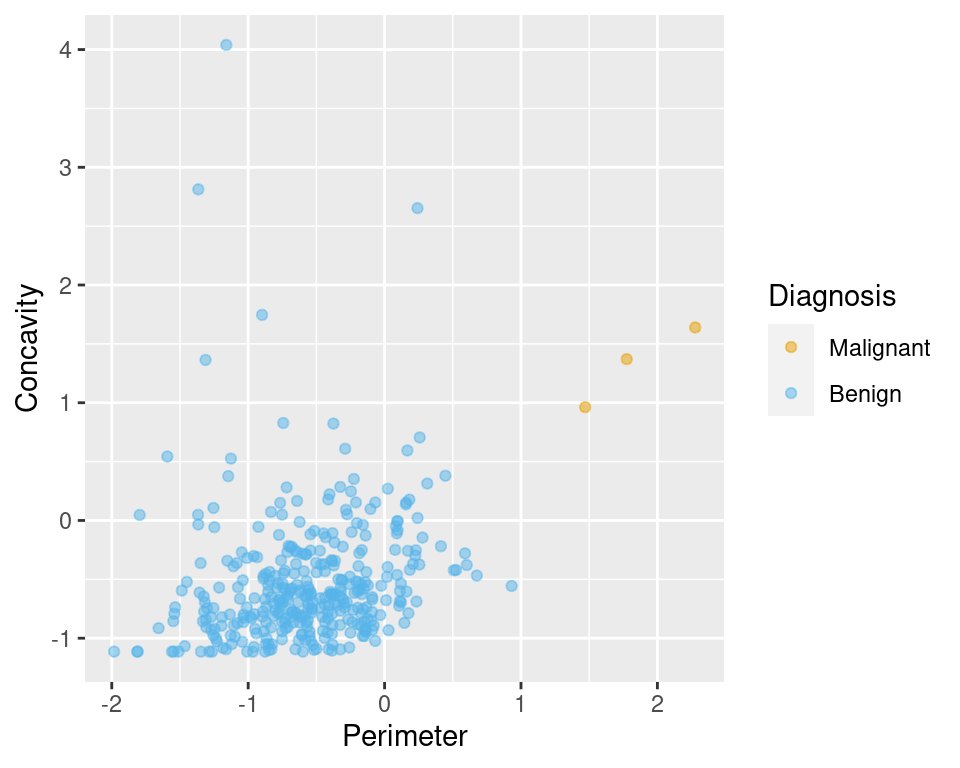 4
3
2
1
0
-1
-2
-1
0
1
2
Perimeter
Concavity
Diagnosis
Malignant
Benign